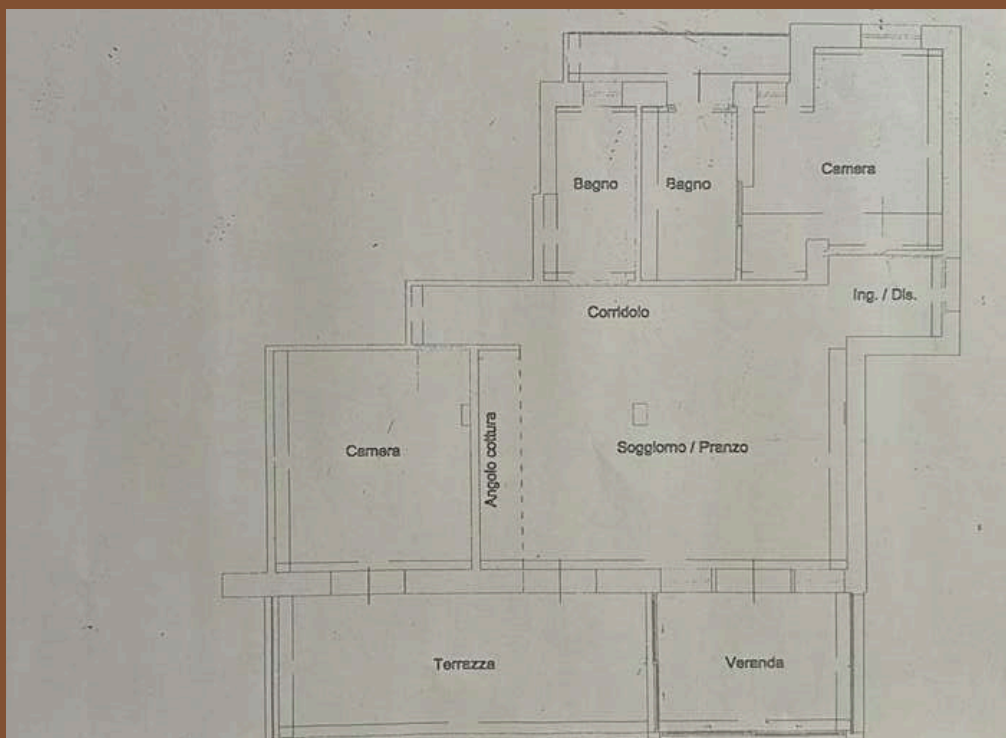 Camera
Bagno
Bagno
Ing. / Dis.
Corridoio
Camera
Angolo cottura
Soggiorno / Pranzo
Terrazza
Veranda